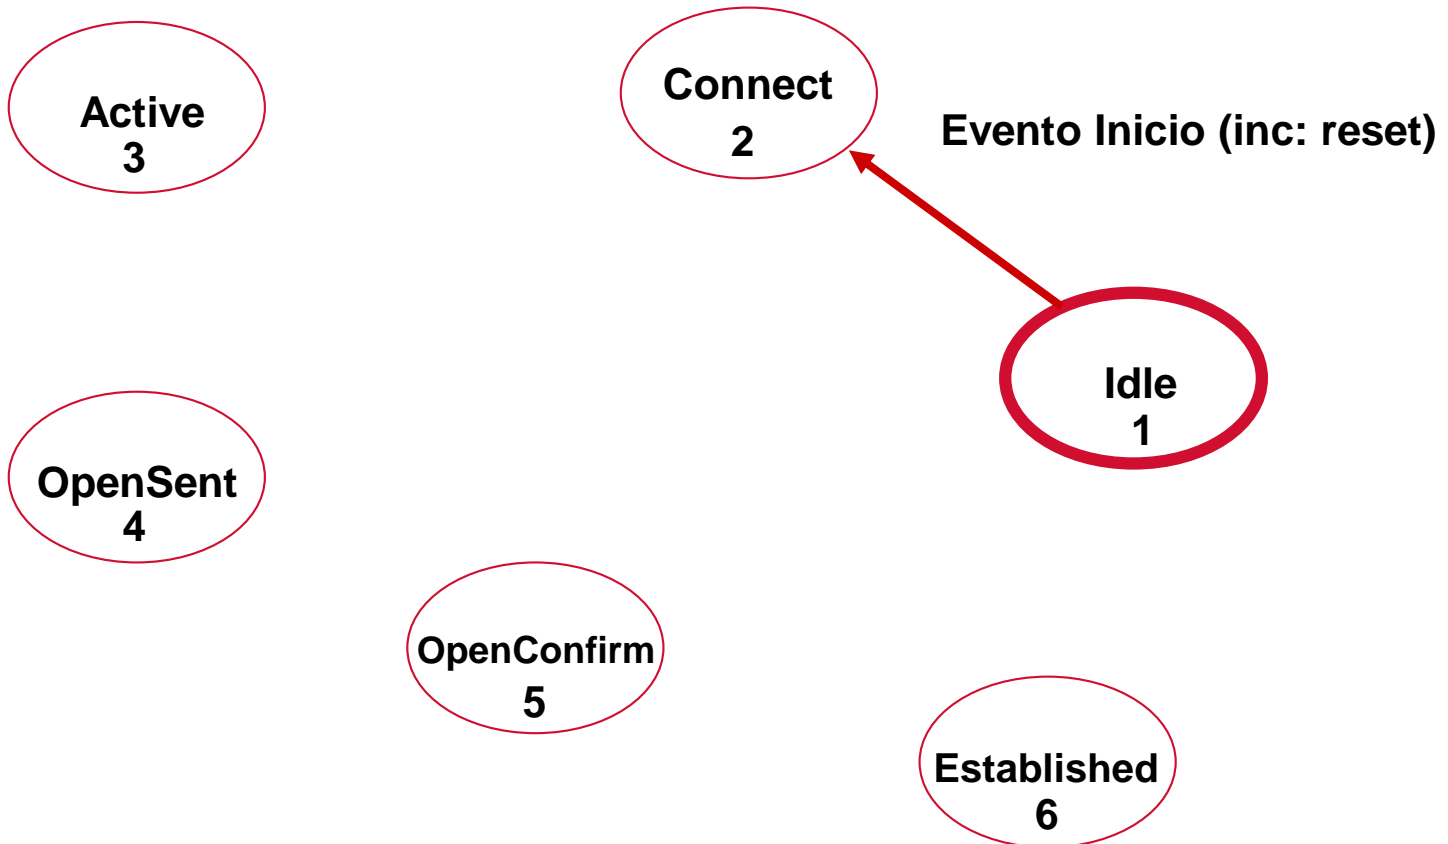 Active
3
Connect
2
Evento Inicio (inc: reset)
Idle
1
OpenSent
4
OpenConfirm
5
Established
6